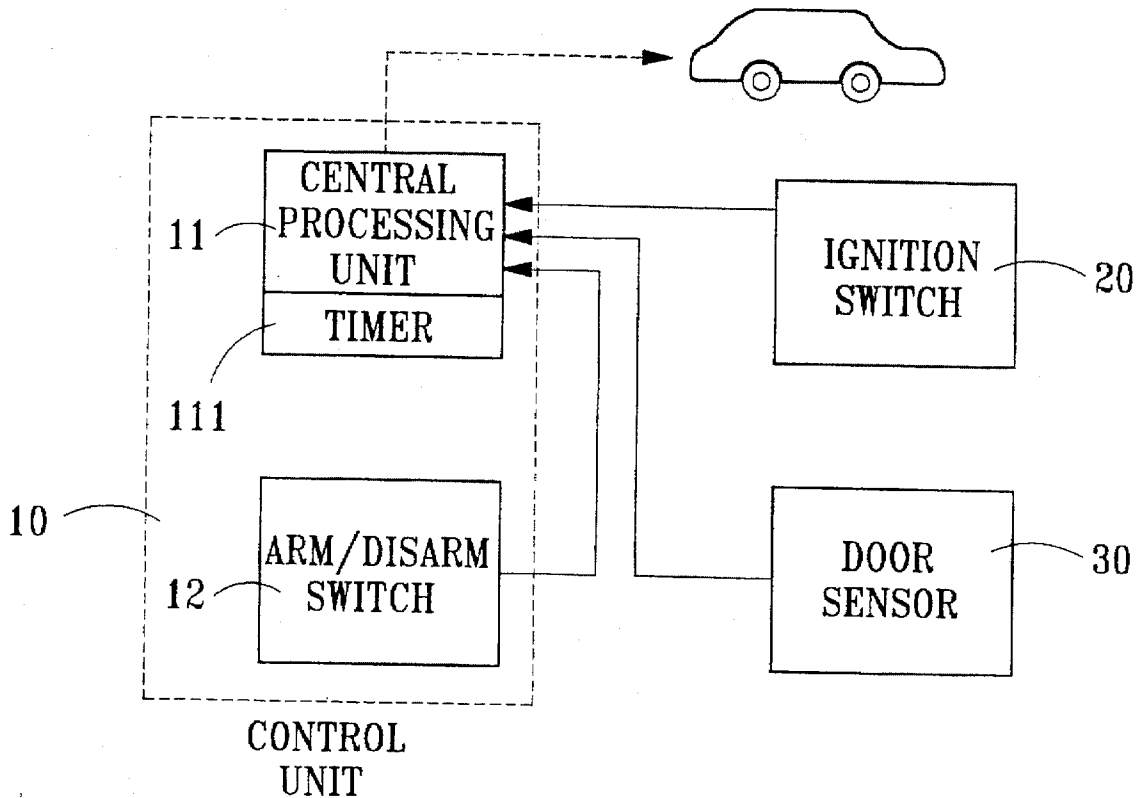 CENTRAL
PROCESSING
UNIT
11
TIMER
111
IGNITION
SWITCH
20
10
ARM/DISARM
SWITCH
12
DOOR
SENSOR
30
CONTROL
UNIT